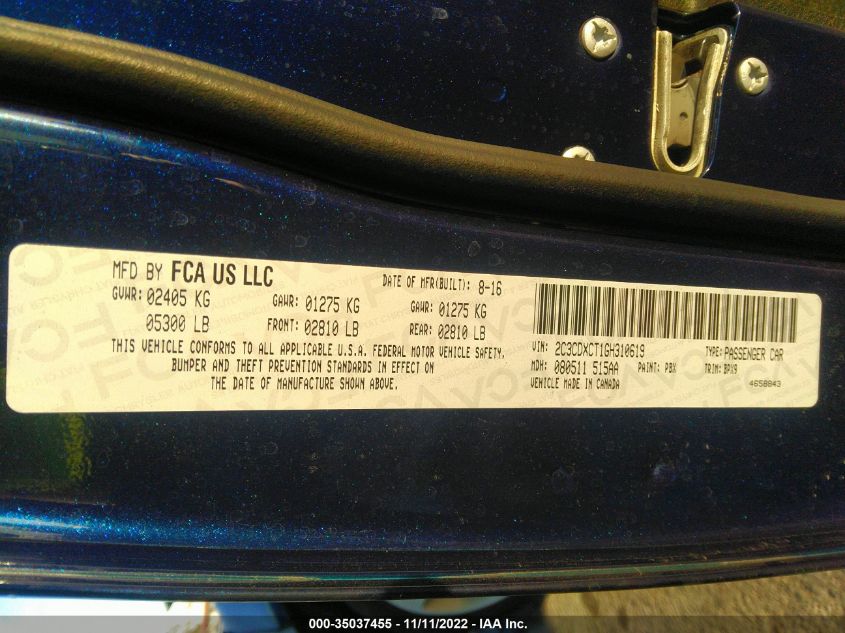 MFD BY FCA US LLC DATE OF MFR(BUILT): 8-16
GVWR: 02405 KG GAWR: 01275 KG GAWR: 01275 KG
05300 LB FRONT: 02810 LB REAR: 02810 LB
THIS VEHICLE CONFORMS TO ALL APPLICABLE U.S.A. FEDERAL MOTOR VEHICLE SAFETY,
BUMPER AND THEFT PREVENTION STANDARDS IN EFFECT ON
THE DATE OF MANUFACTURE SHOWN ABOVE.
VIN: 2C3CDXCT1GH310619 TYPE: PASSENGER CAR
MDH: 080511 515AA PAINT: PBX TRIM: BPX9
VEHICLE MADE IN CANADA 4658843
000-35037455 - 11/11/2022 - IAA Inc.